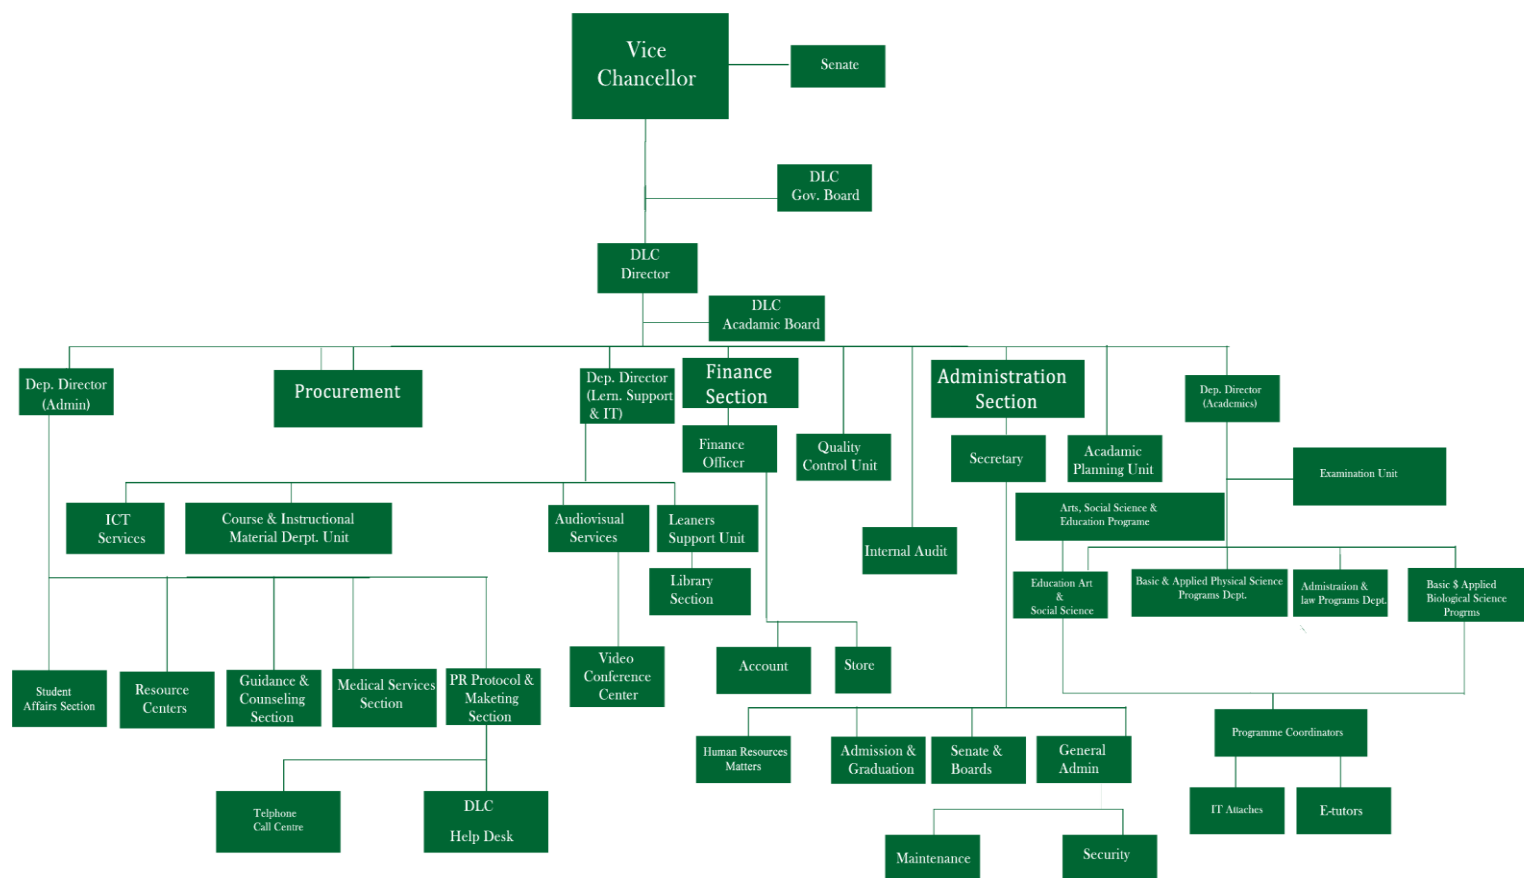 Vice
Chancellor
Senate
DLC
Gov. Board
DLC
Director
DLC
Acadamic Board
Dep. Director
(Admin)
Procurement
Dep. Director
(Lern. Support
& IT)
Finance
Section
Administration
Section
Dep. Director
(Academics)
Finance
Officer
Quality
Control Unit
Secretary
Acadamic
Planning Unit
Examination Unit
ICT
Services
Course & Instructional
Material Derpt. Unit
Audiovisual
Services
Leaners
Support Unit
Arts, Social Science &
Education Programe
Internal Audit
Library
Section
Education Art
&
Social Science
Basic & Applied Physical Science
Programs Dept.
Admistration &
law Programs Dept.
Basic $ Applied
Biological Science
Progrms
Student
Affairs Section
Resource
Centers
Guidance &
Counseling
Section
Medical Services
Section
PR Protocol &
Maketing
Section
Video
Conference
Center
Account
Store
Human Resources
Matters
Admission &
Graduation
Senate &
Boards
General
Admin
Programme Coordinators
Telphone
Call Centre
DLC
Help Desk
IT Attaches
E-tutors
Maintenance
Security